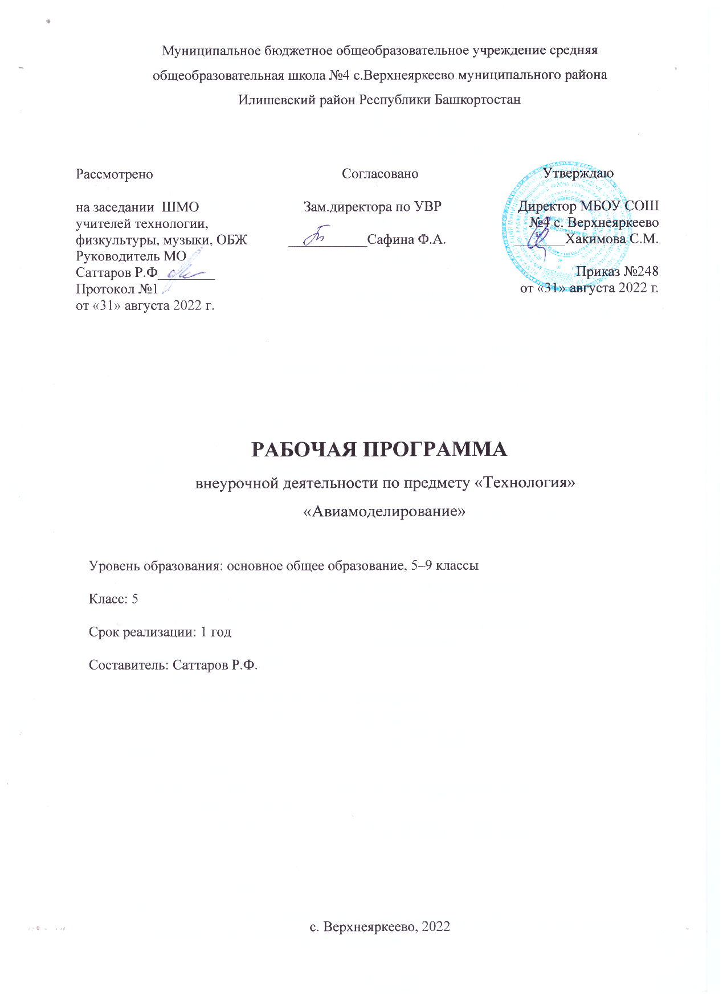 Муниципальное бюджетное общеобразовательное учреждение средняя
общеобразовательная школа №4 с.Верхнеяркеево муниципального района
Илишевский район Республики Башкортостан
Рассмотрено
на заседании ШМО
учителей технологии,
физкультуры, музыки, ОБЖ
Руководитель МО
Саттаров Р.Ф________
Протокол №1
от «31» августа 2022 г.
Согласовано
Зам.директора по УВР
___________Сафина Ф.А.
Утверждаю
Директор МБОУ СОШ
№4 с. Верхнеяркеево
_______Хакимова С.М.
Приказ №248
от «31» августа 2022 г.
РАБОЧАЯ ПРОГРАММА
внеурочной деятельности по предмету «Технология»
«Авиамоделирование»
Уровень образования: основное общее образование, 5–9 классы
Класс: 5
Срок реализации: 1 год
Составитель: Саттаров Р.Ф.
с. Верхнеяркеево, 2022